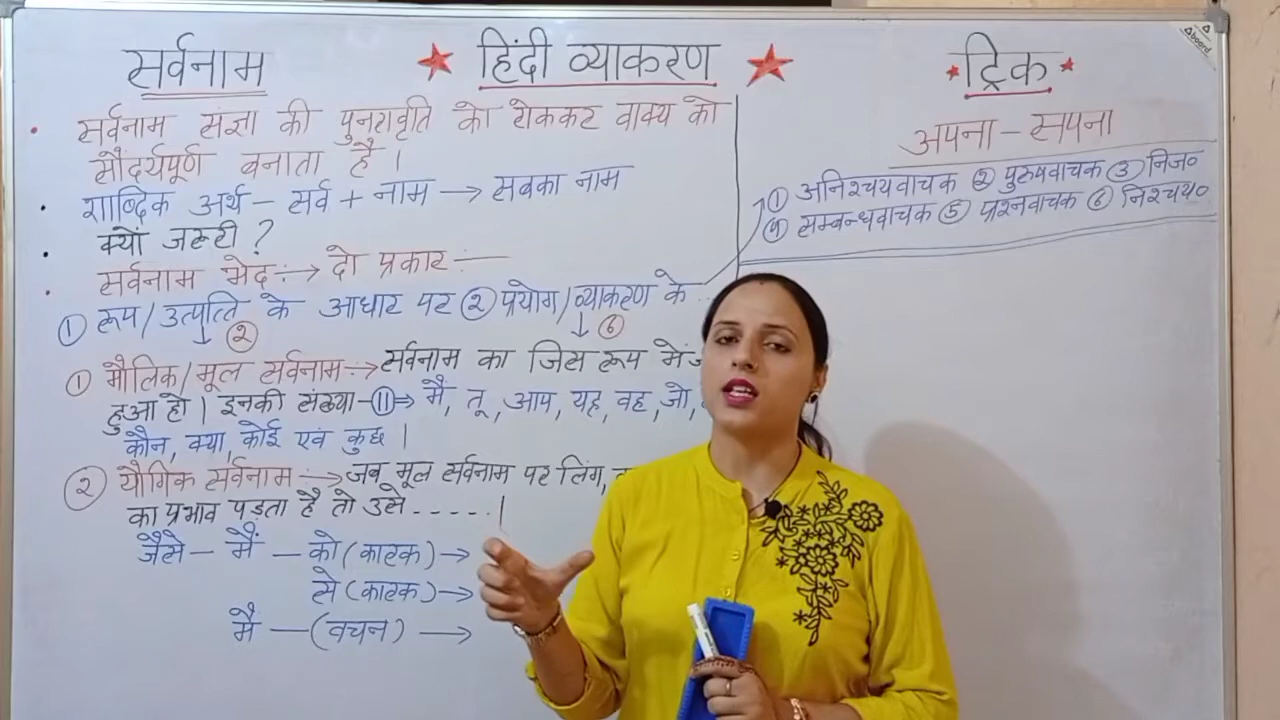 सर्वनाम
हिंदी व्याकरण
ट्रिक
सर्वनाम संज्ञा की पुनरावृति को रोककर वाक्य को
सौंदर्यपूर्ण बनाता है।
शाब्दिक अर्थ - सर्व + नाम → सबका नाम
क्यों जरूरी ?
सर्वनाम भेद :→ दो प्रकार :—
① रूप/उत्पत्ति के आधार पर ② प्रयोग/व्याकरण के ..
↓ ② ↓ ⑥
① मौलिक/मूल सर्वनाम :→ सर्वनाम का जिस रूप में
हुआ हो। इनकी संख्या - ⑪ ⇒ मै, तू, आप, यह, वह, जो,
कौन, क्या, कोई एवं कुछ।
② यौगिक सर्वनाम :→ जब मूल सर्वनाम पर लिंग,
का प्रभाव पड़ता है तो उसे ----- ।
जैसे - मैं - को (कारक) →
से (कारक) →
मै — (वचन) →
अपना - सपना
① अनिश्चयवाचक ② पुरुषवाचक ③ निज०
④ सम्बन्धवाचक ⑤ प्रश्नवाचक ⑥ निश्चय०
Aboard